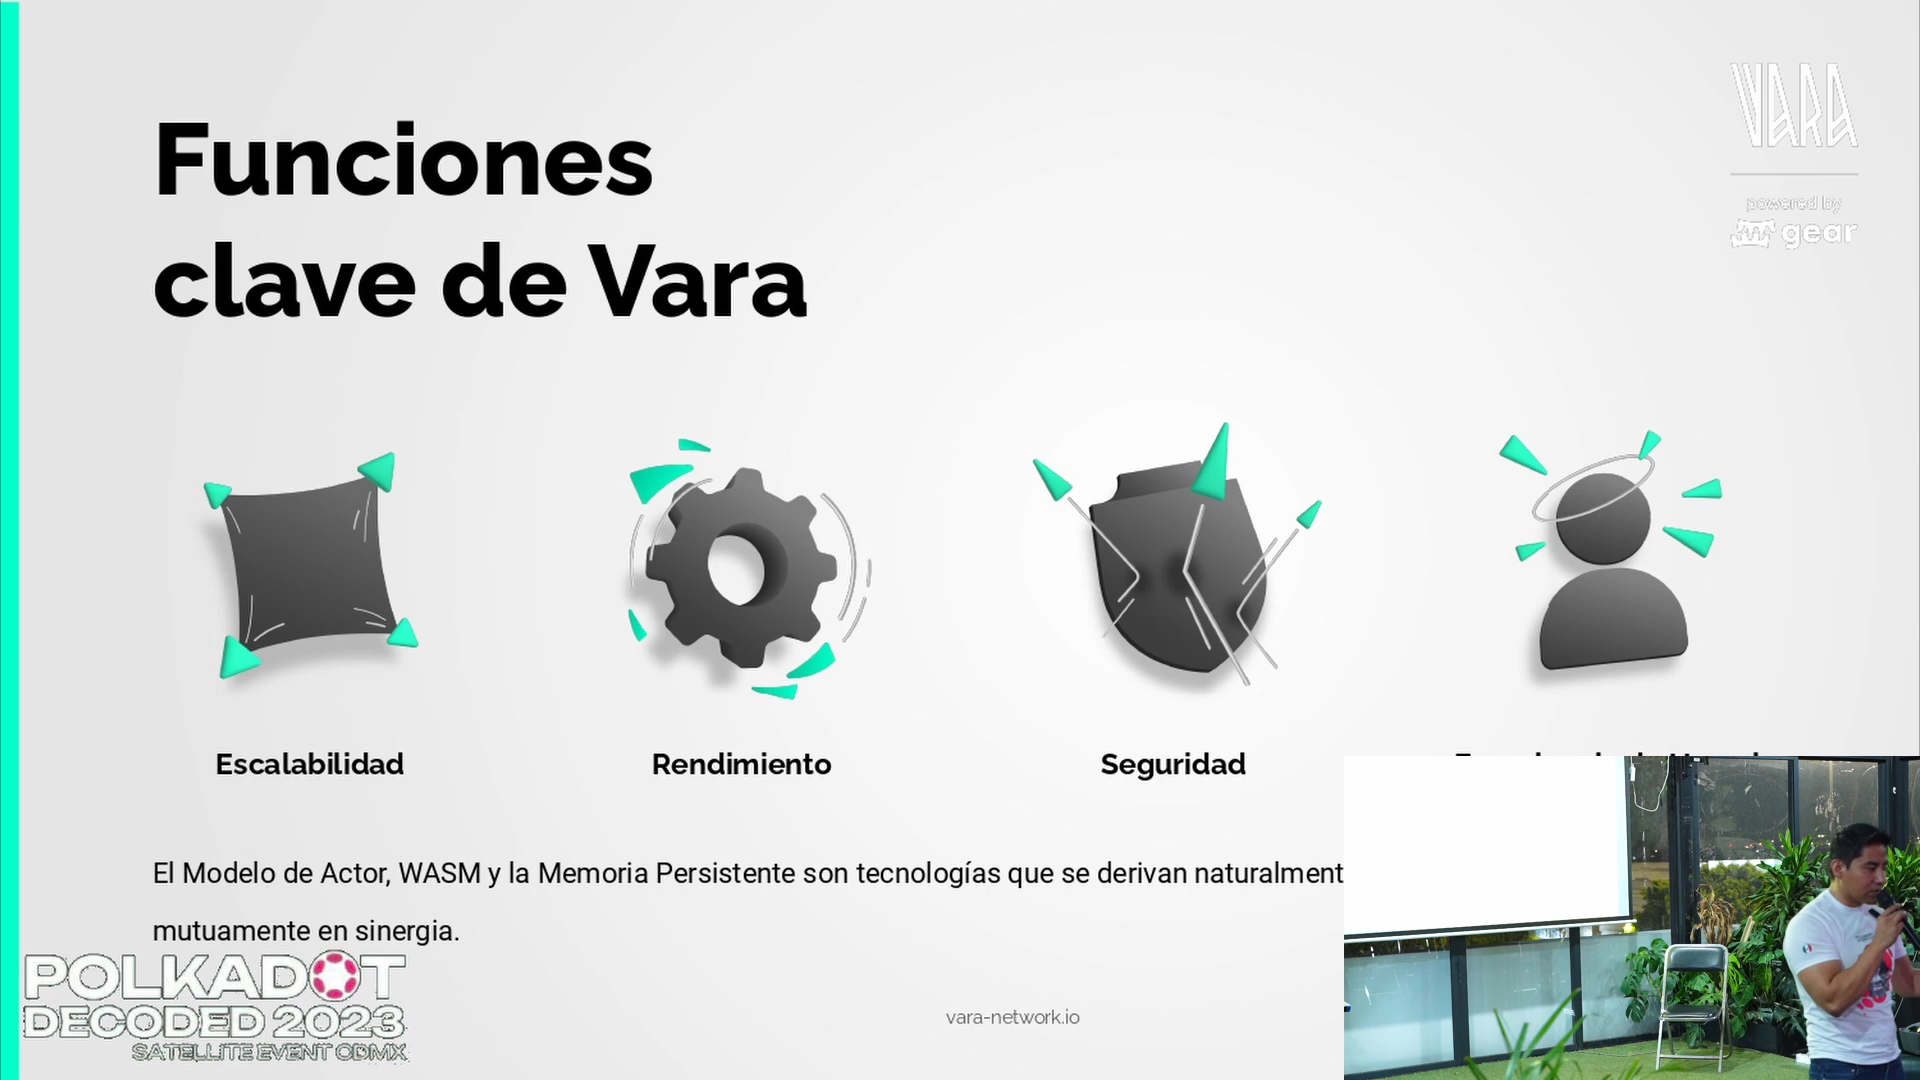 VARA
powered by
gear
Funciones
clave de Vara
Escalabilidad
Rendimiento
Seguridad
El Modelo de Actor, WASM y la Memoria Persistente son tecnologías que se derivan naturalment
mutuamente en sinergia.
POLKADOT
DECODED 2023
SATELLITE EVENT CDMX
vara-network.io